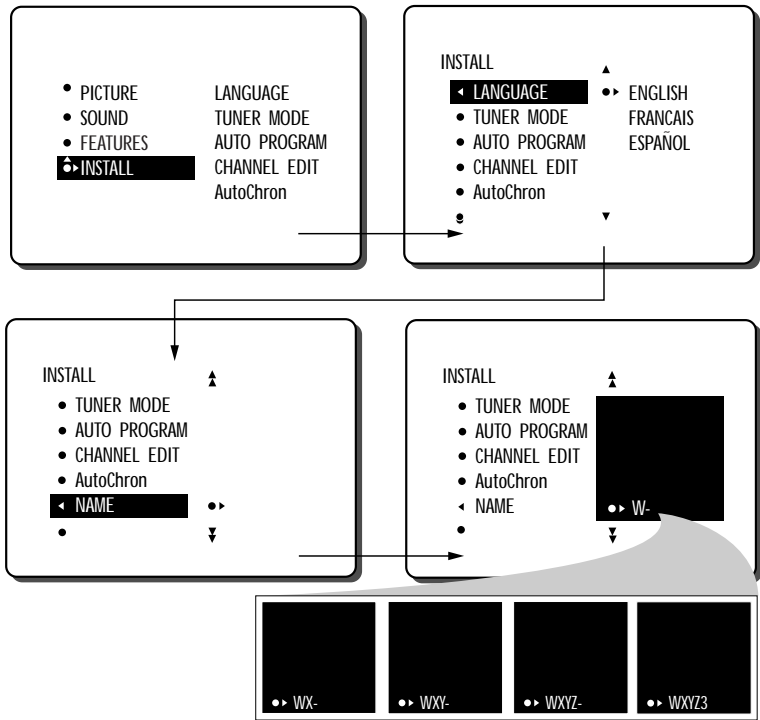 PICTURE
SOUND
FEATURES
INSTALL
LANGUAGE
TUNER MODE
AUTO PROGRAM
CHANNEL EDIT
AutoChron
INSTALL
LANGUAGE
TUNER MODE
AUTO PROGRAM
CHANNEL EDIT
AutoChron
ENGLISH
FRANCAIS
ESPAÑOL
INSTALL
TUNER MODE
AUTO PROGRAM
CHANNEL EDIT
AutoChron
NAME
INSTALL
TUNER MODE
AUTO PROGRAM
CHANNEL EDIT
AutoChron
NAME
W-
WX-
WXY-
WXYZ-
WXYZ3